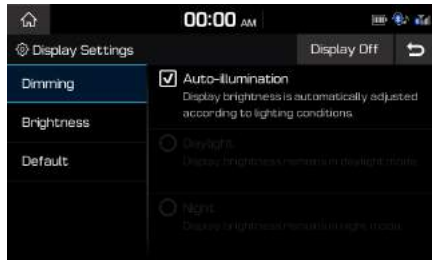 00:00 AM
Display Settings
Display Off
Dimming
Auto-illumination
Display brightness is automatically adjusted
according to lighting conditions.
Brightness
Daylight
Display brightness remains in daylight mode.
Default
Night
Display brightness remains in night mode.